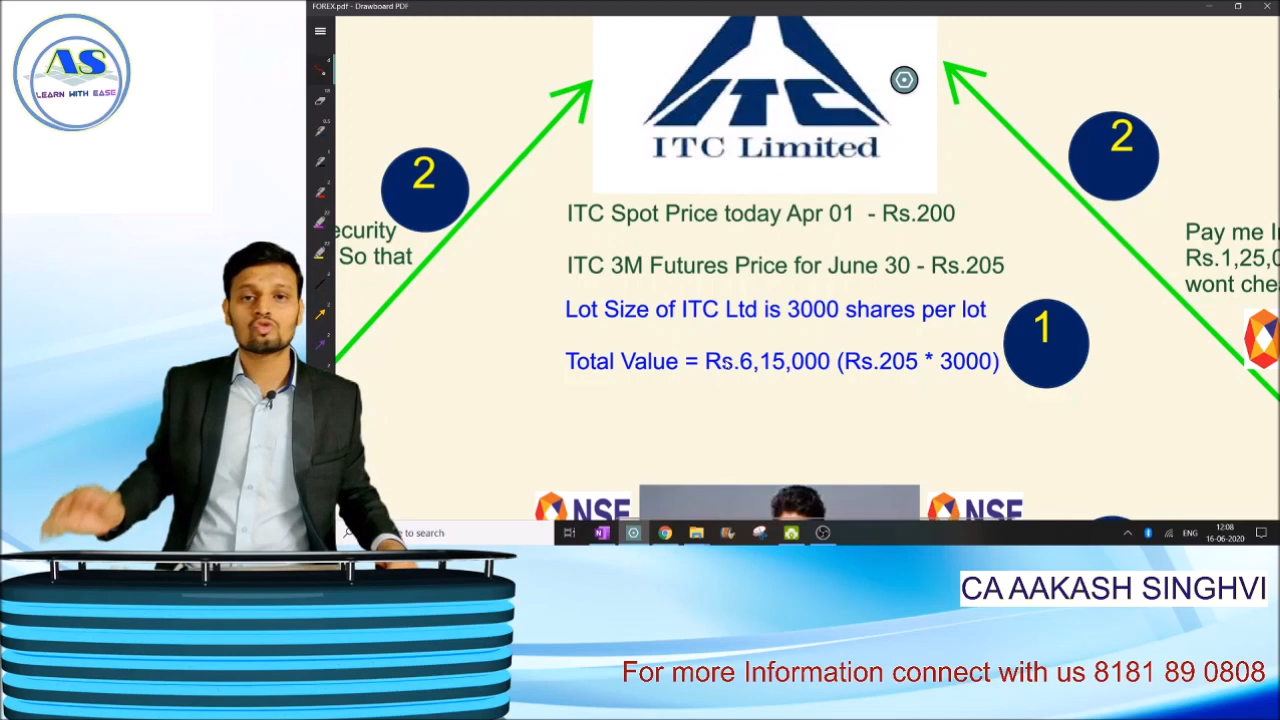 FOREX.pdf - Drawboard PDF
AS
LEARN WITH EASE
ITC
ITC Limited
2
2
ITC Spot Price today Apr 01 - Rs.200
ecurity
So that
Pay me
Rs.1,25,0
wont che
ITC 3M Futures Price for June 30 - Rs.205
Lot Size of ITC Ltd is 3000 shares per lot
1
Total Value = Rs.6,15,000 (Rs.205 * 3000)
NSE
NSE
to search
ENG
12:08
16-06-2020
CA AAKASH SINGHVI
For more Information connect with us 8181 89 0808